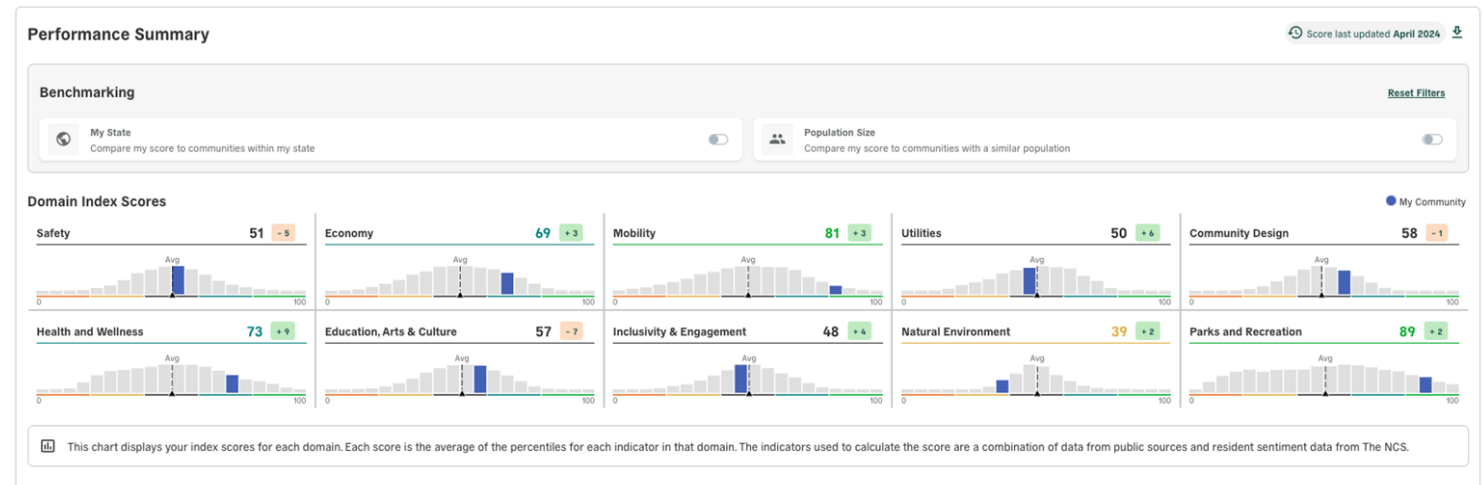 Performance Summary
Score last updated April 2024
Benchmarking
Reset Filters
My State
Compare my score to communities within my state
Population Size
Compare my score to communities with a similar population
Domain Index Scores
My Community
Safety 51 - 5
Avg
0 100
Economy 69 + 3
Avg
0 100
Mobility 81 + 3
Avg
0 100
Utilities 50 + 6
Avg
0 100
Community Design 58 - 1
Avg
0 100
Health and Wellness 73 + 9
Avg
0 100
Education, Arts & Culture 57 - 7
Avg
0 100
Inclusivity & Engagement 48 + 4
Avg
0 100
Natural Environment 39 + 2
Avg
0 100
Parks and Recreation 89 + 2
Avg
0 100
This chart displays your index scores for each domain. Each score is the average of the percentiles for each indicator in that domain. The indicators used to calculate the score are a combination of data from public sources and resident sentiment data from The NCS.